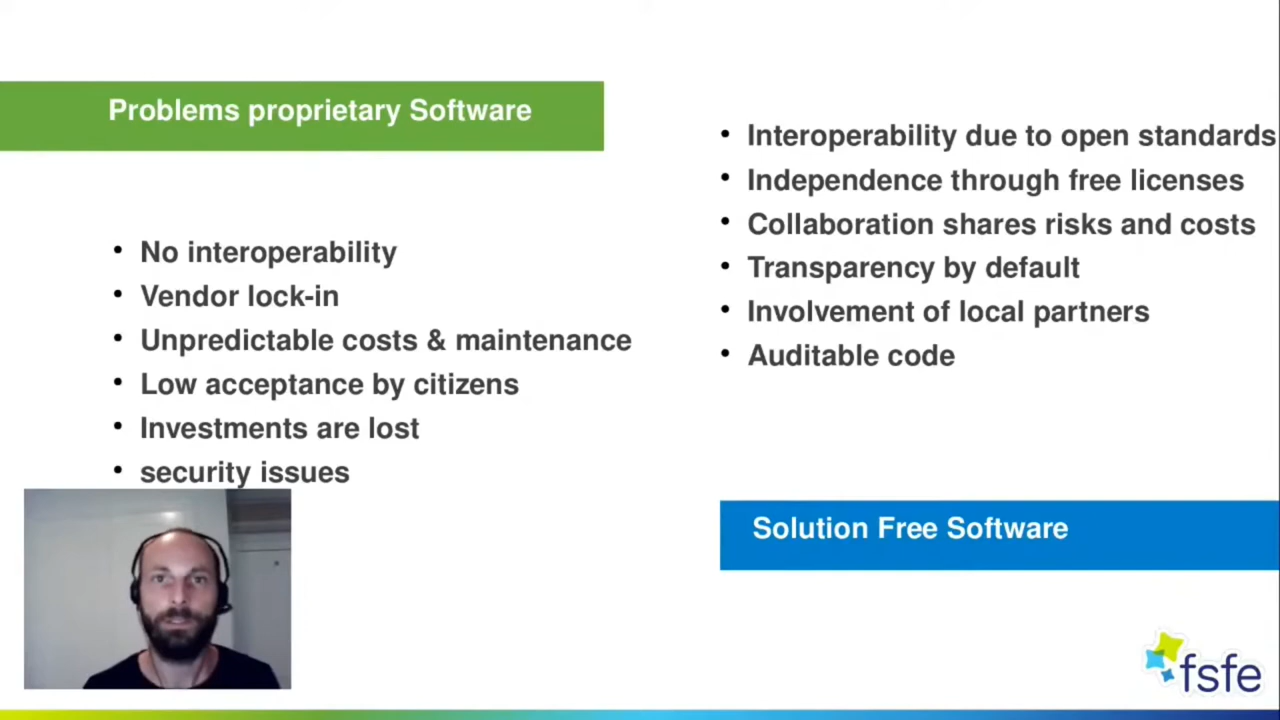 Problems proprietary Software
No interoperability
Vendor lock-in
Unpredictable costs & maintenance
Low acceptance by citizens
Investments are lost
security issues
Interoperability due to open standards
Independence through free licenses
Collaboration shares risks and costs
Transparency by default
Involvement of local partners
Auditable code
Solution Free Software
fsfe